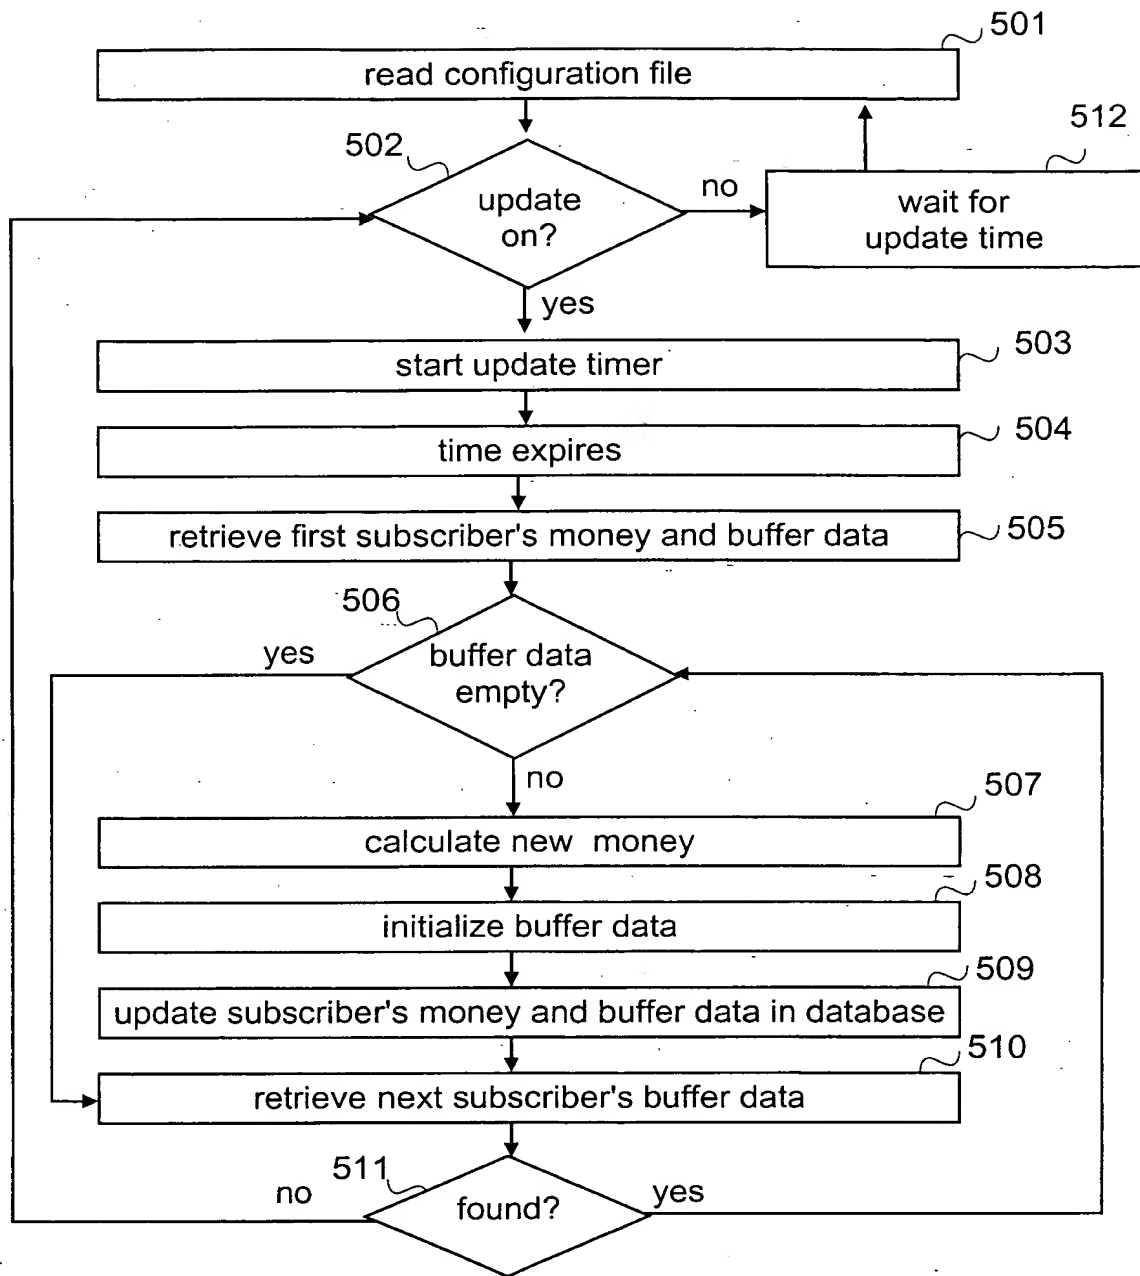 501
read configuration file
512
502
update
on?
no
wait for
update time
yes
503
start update timer
504
time expires
505
retrieve first subscriber's money and buffer data
506
yes
buffer data
empty?
no
507
calculate new money
508
initialize buffer data
509
update subscriber's money and buffer data in database
510
retrieve next subscriber's buffer data
511
no
found?
yes